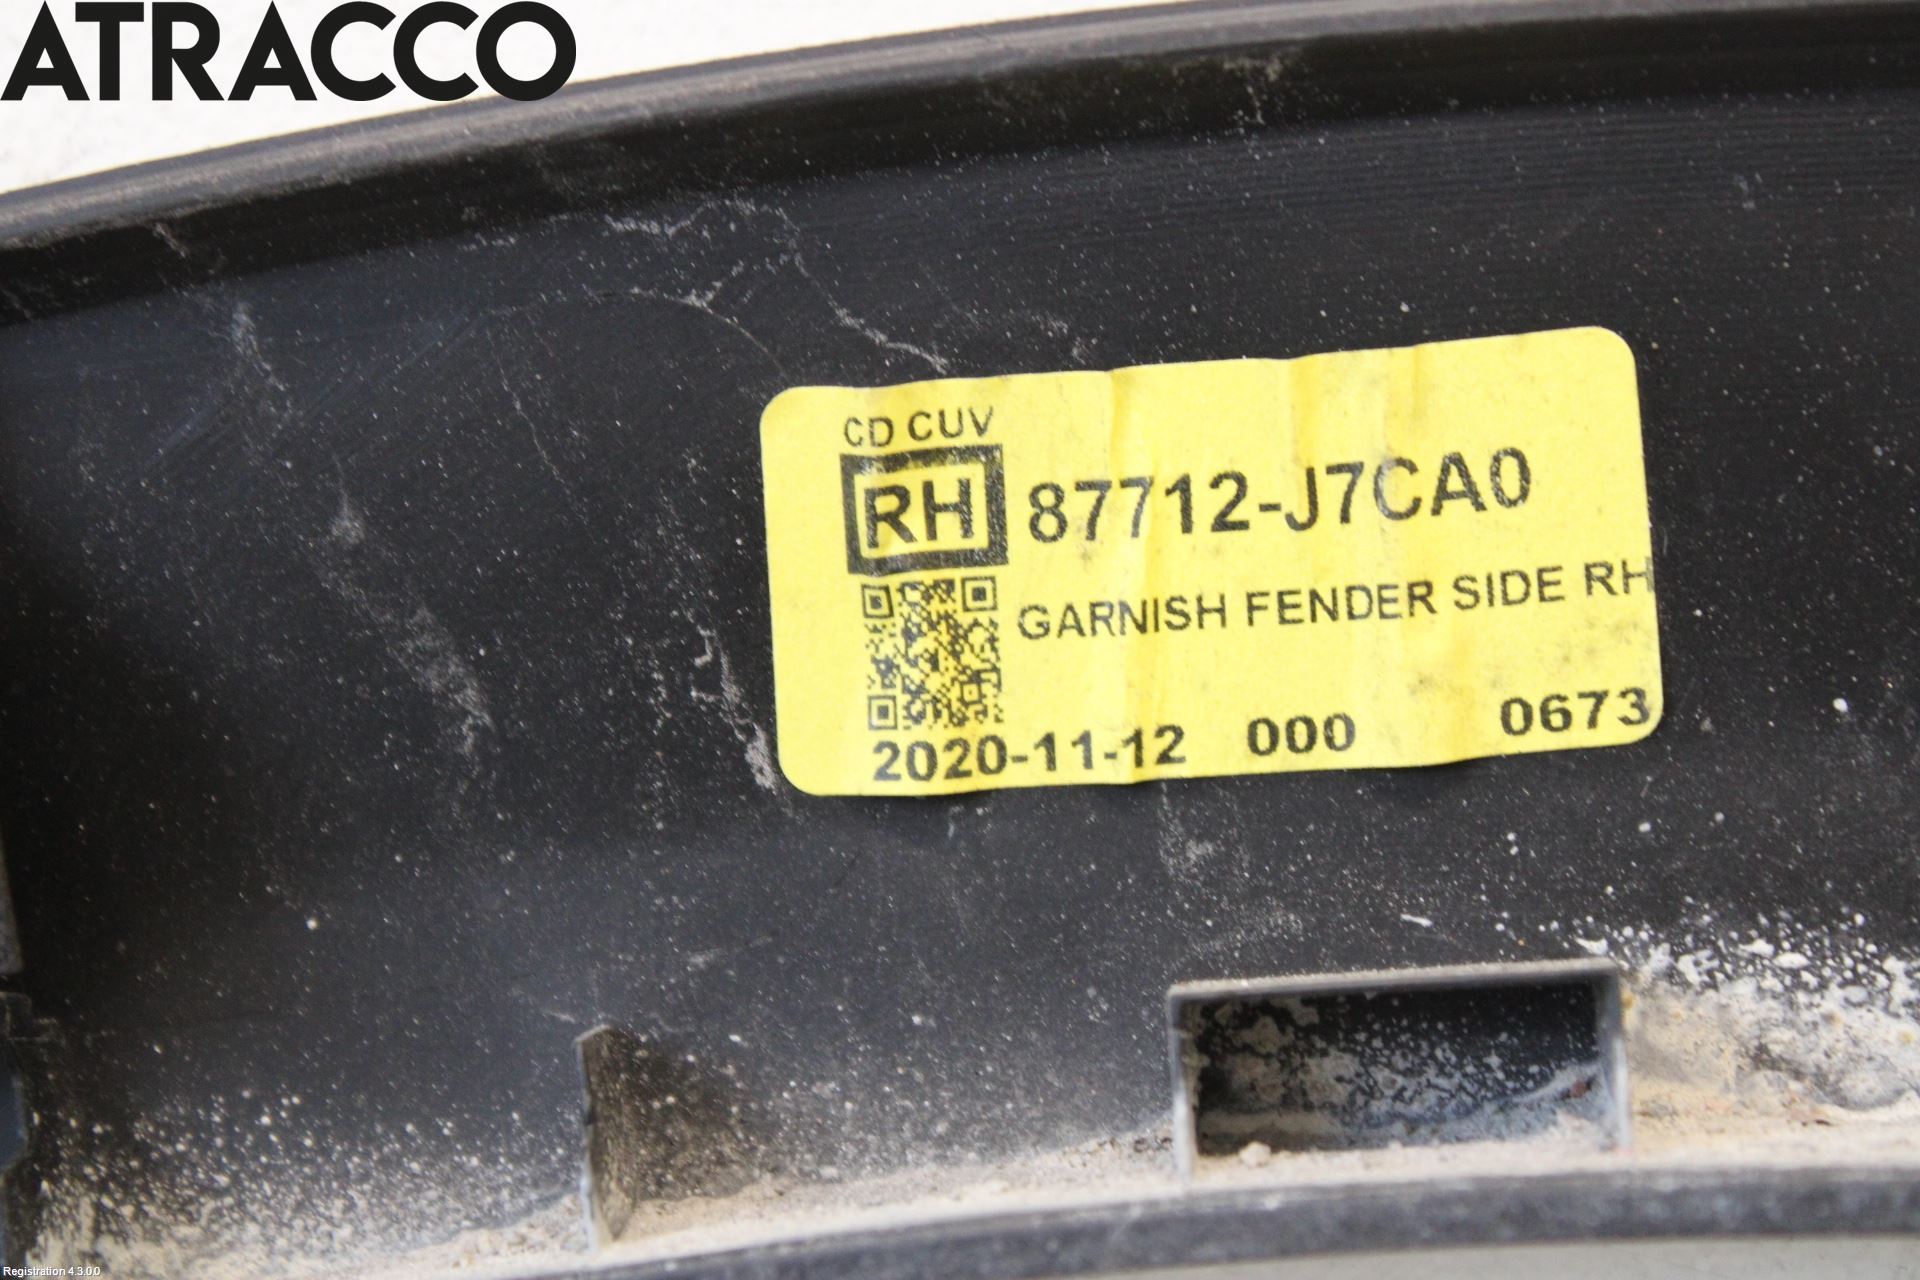 ATRACCO
CD CUV
RH 87712-J7CA0
GARNISH FENDER SIDE RH
2020-11-12 000 0673
Registration 4.3.0.0